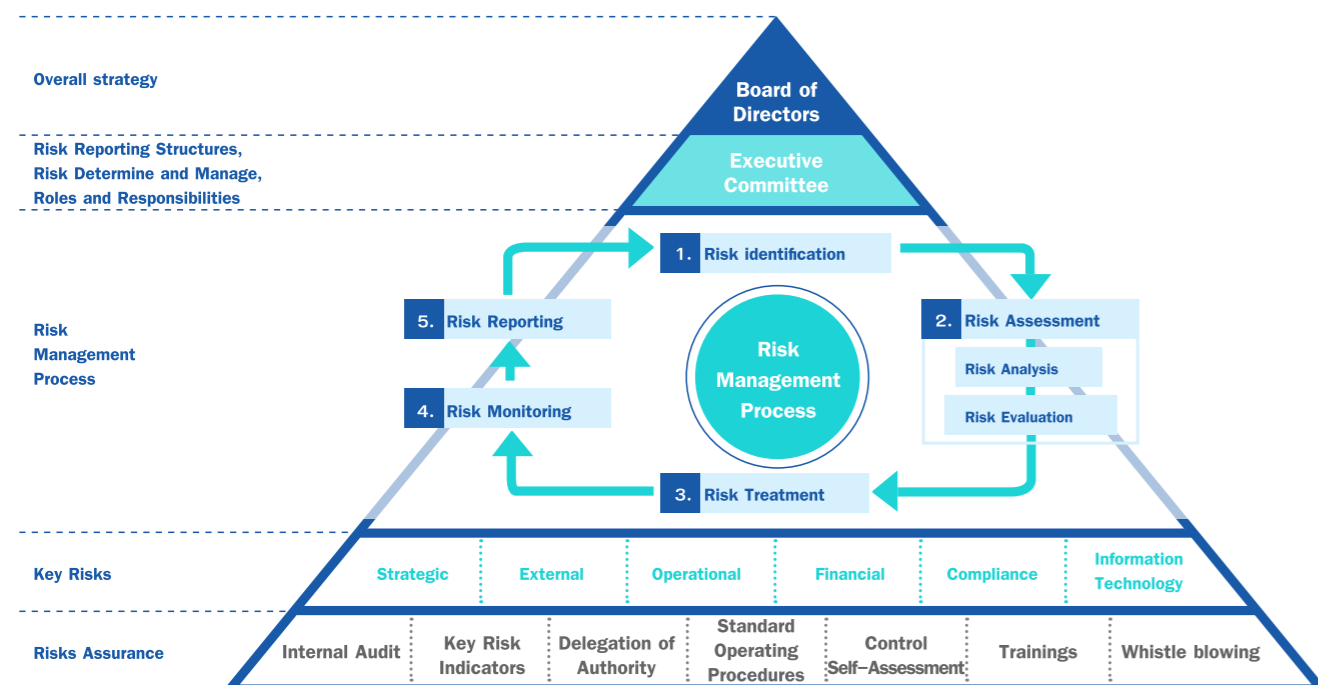 Overall strategy
Board of
Directors
Risk Reporting Structures,
Risk Determine and Manage,
Roles and Responsibilities
Executive
Committee
Risk
Management
Process
1. Risk identification
2. Risk Assessment
Risk Analysis
Risk Evaluation
3. Risk Treatment
4. Risk Monitoring
5. Risk Reporting
Risk
Management
Process
Key Risks
Strategic
External
Operational
Financial
Compliance
Information
Technology
Risks Assurance
Internal Audit
Key Risk
Indicators
Delegation of
Authority
Standard
Operating
Procedures
Control
Self-Assessment
Trainings
Whistle blowing